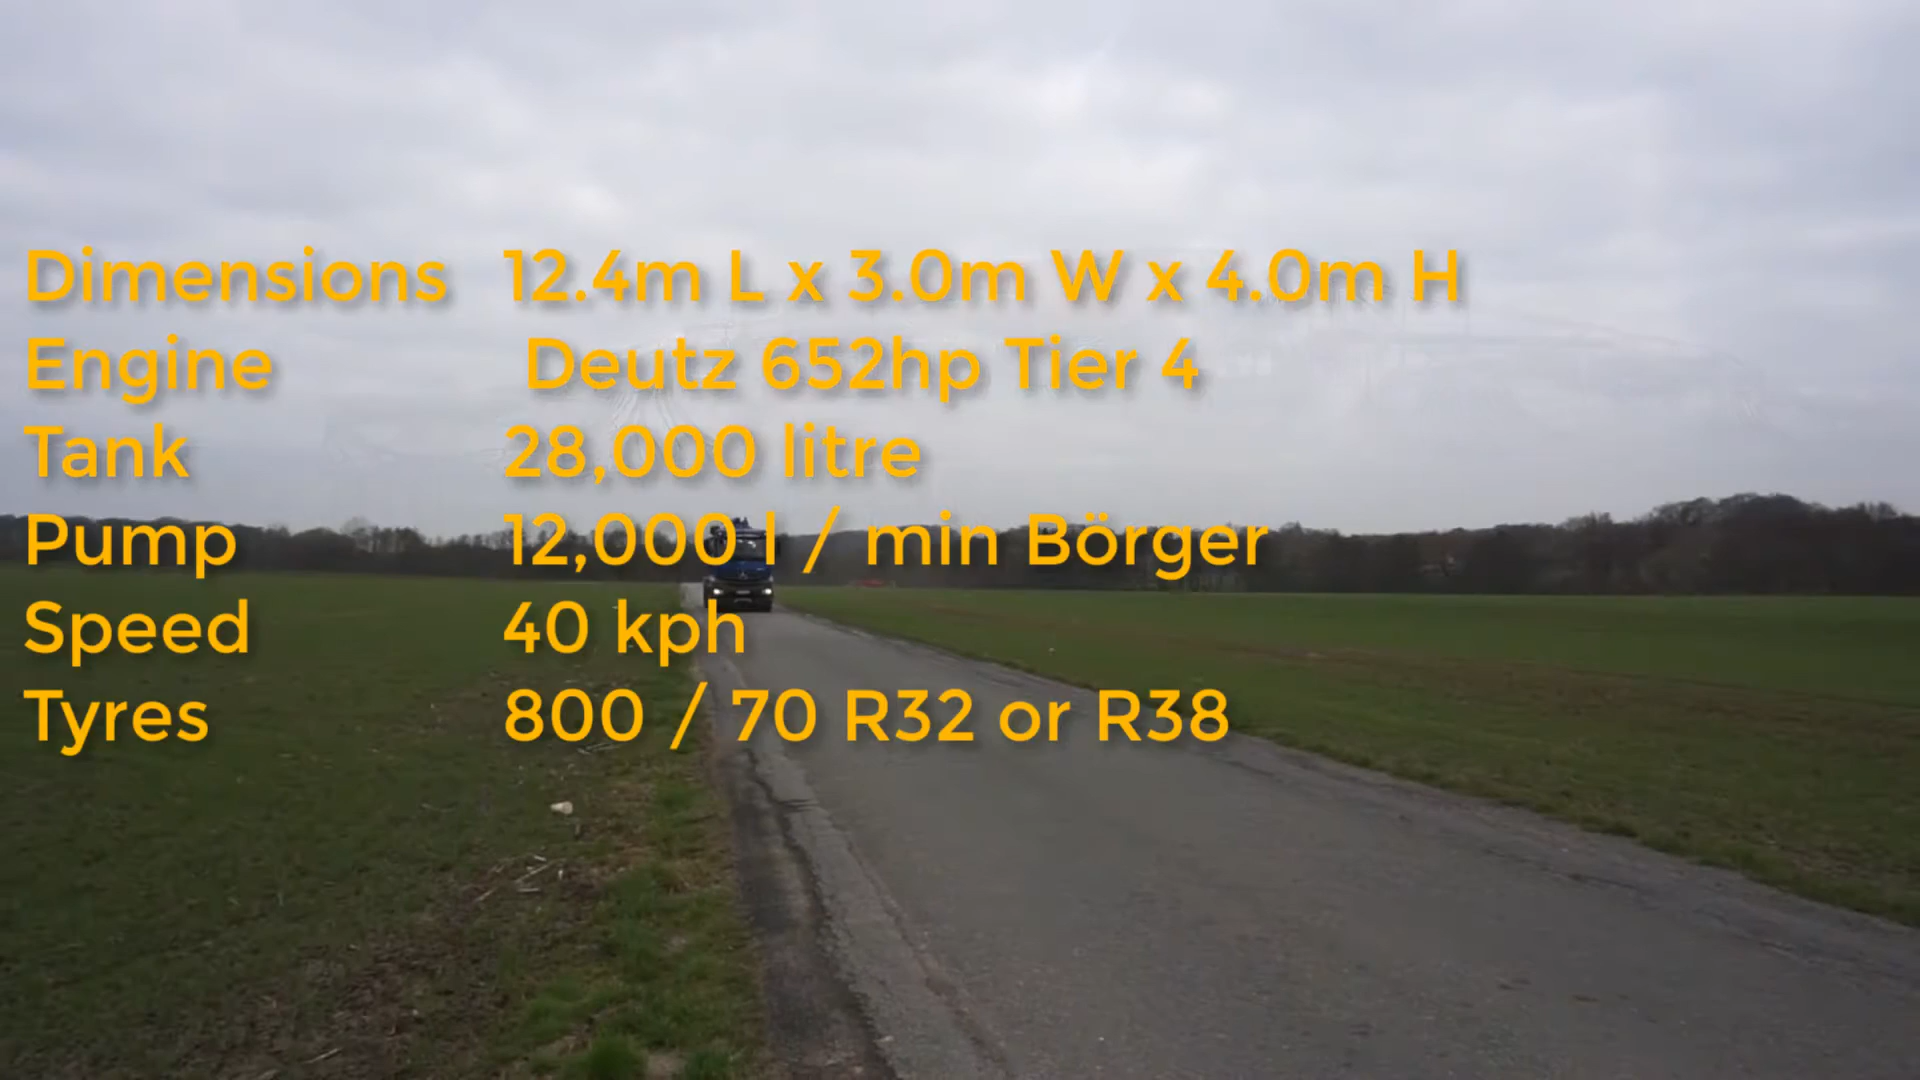 Dimensions 12.4m L x 3.0m W x 4.0m H
Engine Deutz 652hp Tier 4
Tank 28,000 litre
Pump 12,000 l / min Börger
Speed 40 kph
Tyres 800 / 70 R32 or R38